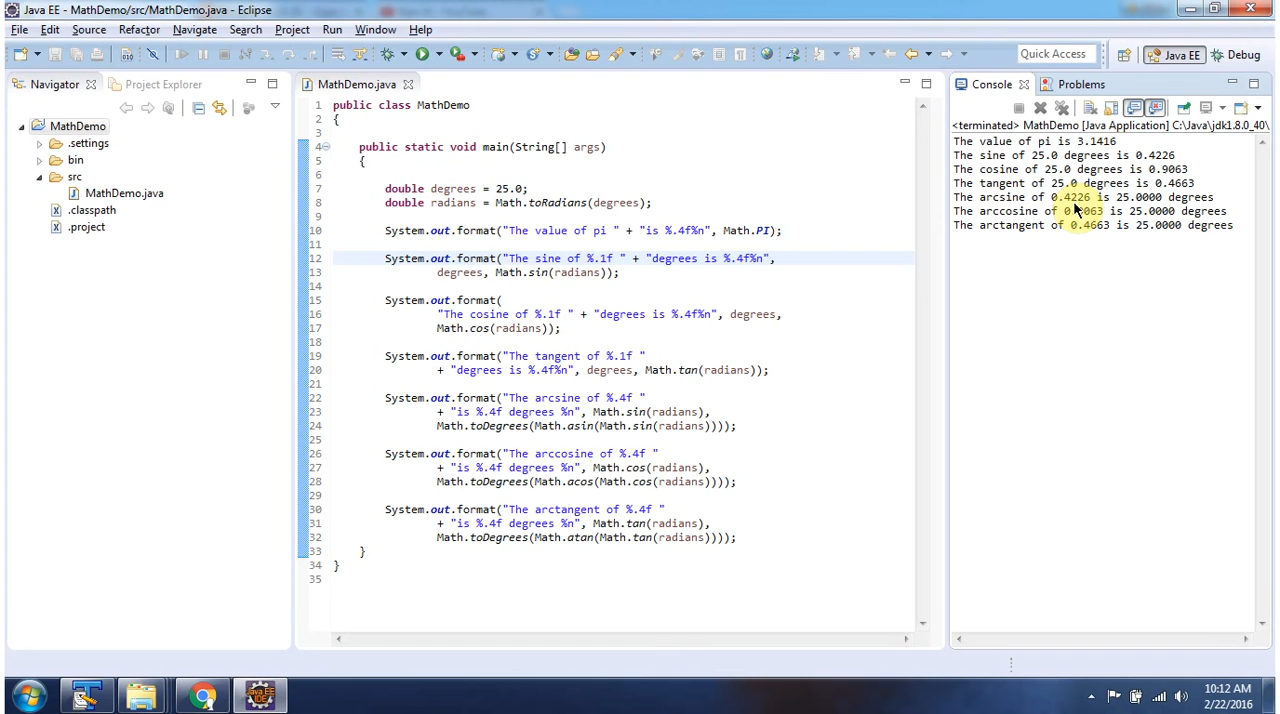 Java EE - MathDemo/src/MathDemo.java - Eclipse
File Edit Source Refactor Navigate Search Project Run Window Help
Quick Access Java EE Debug
Navigator Project Explorer
MathDemo
.settings
bin
src
MathDemo.java
.classpath
.project
MathDemo.java
1 public class MathDemo
2 {
3
4 public static void main(String[] args)
5 {
6
7 double degrees = 25.0;
8 double radians = Math.toRadians(degrees);
9
10 System.out.format("The value of pi " + "is %.4f%n", Math.PI);
11
12 System.out.format("The sine of %.1f " + "degrees is %.4f%n",
13 degrees, Math.sin(radians));
14
15 System.out.format(
16 "The cosine of %.1f " + "degrees is %.4f%n", degrees,
17 Math.cos(radians));
18
19 System.out.format("The tangent of %.1f "
20 + "degrees is %.4f%n", degrees, Math.tan(radians));
21
22 System.out.format("The arcsine of %.4f "
23 + "is %.4f degrees %n", Math.sin(radians),
24 Math.toDegrees(Math.asin(Math.sin(radians))));
25
26 System.out.format("The arccosine of %.4f "
27 + "is %.4f degrees %n", Math.cos(radians),
28 Math.toDegrees(Math.acos(Math.cos(radians))));
29
30 System.out.format("The arctangent of %.4f "
31 + "is %.4f degrees %n", Math.tan(radians),
32 Math.toDegrees(Math.atan(Math.tan(radians))));
33 }
34 }
35
Console Problems
<terminated> MathDemo [Java Application] C:\Java\jdk1.8.0_40\
The value of pi is 3.1416
The sine of 25.0 degrees is 0.4226
The cosine of 25.0 degrees is 0.9063
The tangent of 25.0 degrees is 0.4663
The arcsine of 0.4226 is 25.0000 degrees
The arccosine of 0.9063 is 25.0000 degrees
The arctangent of 0.4663 is 25.0000 degrees
Java EE
IDE
10:12 AM
2/22/2016